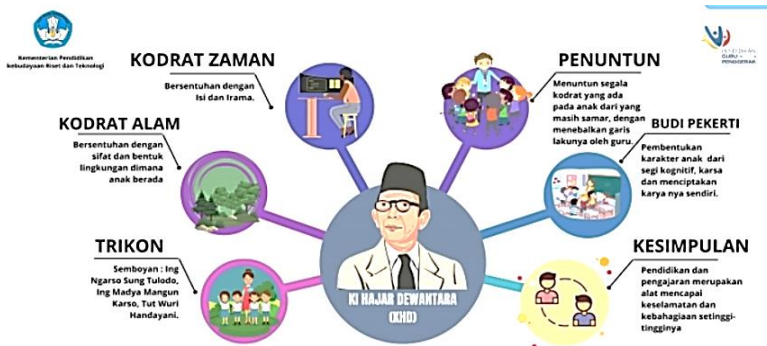 Kementerian Pendidikan
kebudayaan Riset dan Teknologi
PENDIDIKAN
GURU
PENGGERAK
KODRAT ZAMAN
Bersentuhan dengan
Isi dan Irama.
KODRAT ALAM
Bersentuhan dengan
sifat dan bentuk
lingkungan dimana
anak berada
TRIKON
Semboyan : Ing
Ngarso Sung Tulodo,
Ing Madya Mangun
Karso, Tut Wuri
Handayani.
KI HAJAR DEWANTARA
(KHD)
PENUNTUN
Menuntun segala
kodrat yang ada
pada anak dari yang
masih samar, dengan
menebalkan garis
lakunya oleh guru.
BUDI PEKERTI
Pembentukan
karakter anak dari
segi kognitif, karsa
dan menciptakan
karya nya sendiri.
KESIMPULAN
Pendidikan dan
pengajaran merupakan
alat mencapai
keselamatan dan
kebahagiaan setinggi-
tingginya